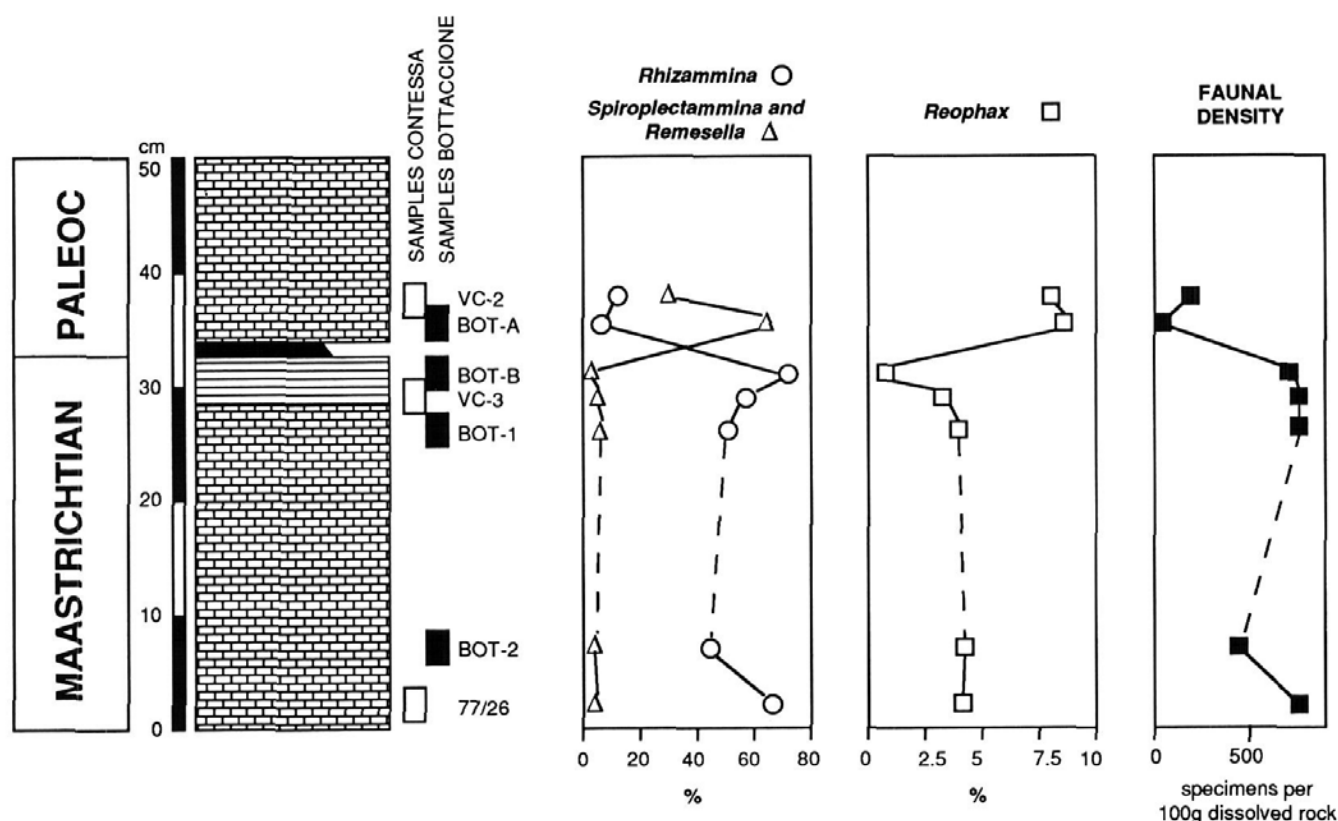 PALEOC
MAASTRICHTIAN
cm
50
40
30
20
10
0
SAMPLES CONTESSA
SAMPLES BOTTACCIONE
VC-2
BOT-A
BOT-B
VC-3
BOT-1
BOT-2
77/26
Rhizammina
Spiroplectammina and
Remesella
0 20 40 60 80
%
Reophax
0 2.5 5 7.5 10
%
FAUNAL
DENSITY
0 500
specimens per
100g dissolved rock